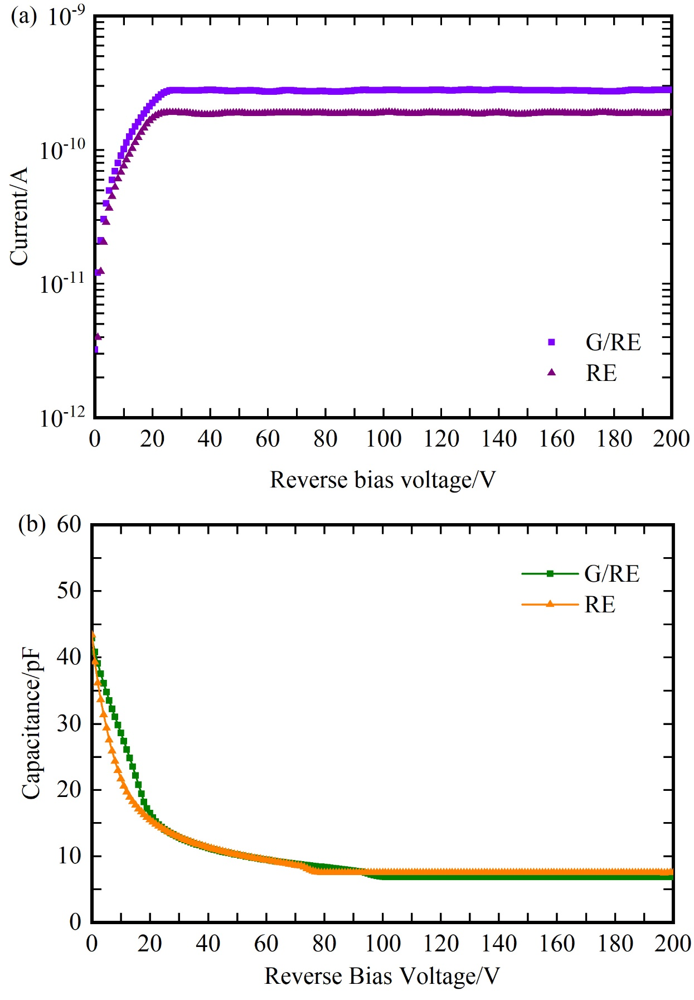 (a)
10⁻⁹
10⁻¹⁰
10⁻¹¹
10⁻¹²
Current/A
G/RE
RE
0 20 40 60 80 100 120 140 160 180 200
Reverse bias voltage/V
(b)
60
50
40
30
20
10
0
Capacitance/pF
G/RE
RE
0 20 40 60 80 100 120 140 160 180 200
Reverse Bias Voltage/V